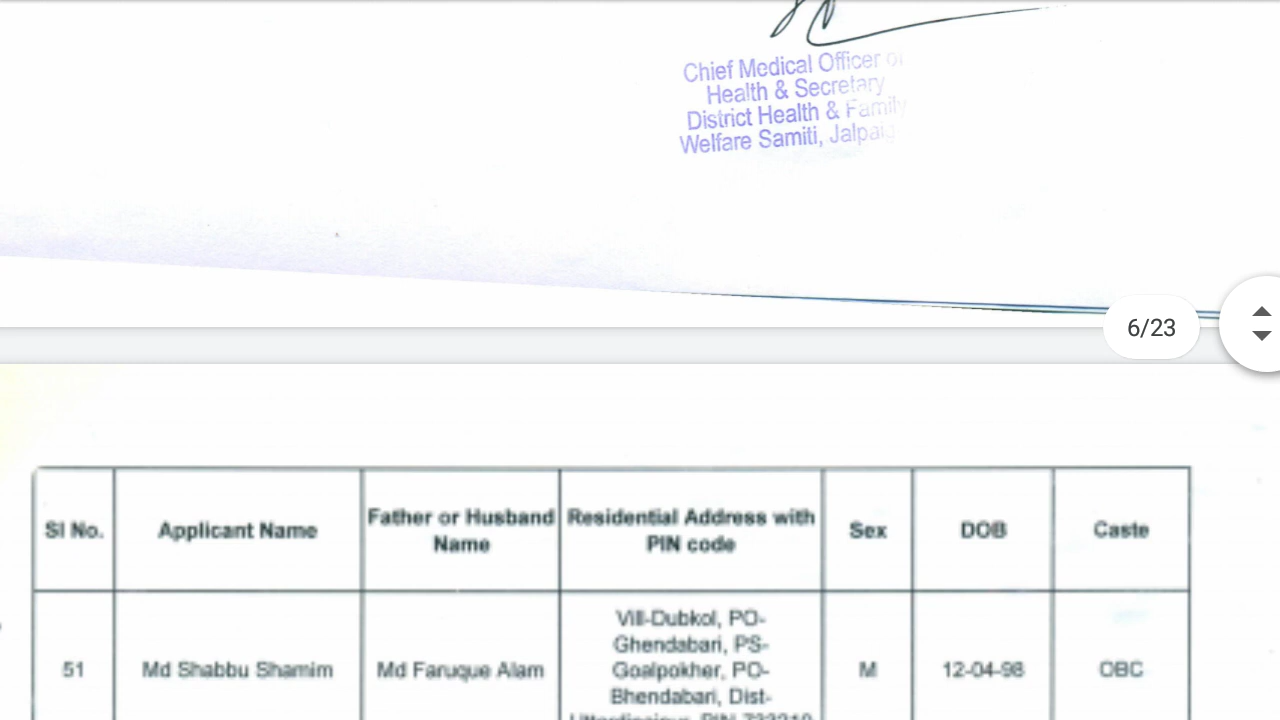 Chief Medical Officer of
Health & Secretary
District Health & Family
Welfare Samiti,
6/23
Sl No.
Applicant Name
Father or Husband
Name
Residential Address with
PIN code
Sex
DOB
Caste
51
Md Shabbu Shamim
Md Faruque Alam
Vill-Dubkol, PO-
Ghendabari, PS-
Goalpokher, PO-
Bhendabari, Dist-
M
12-04-98
OBC